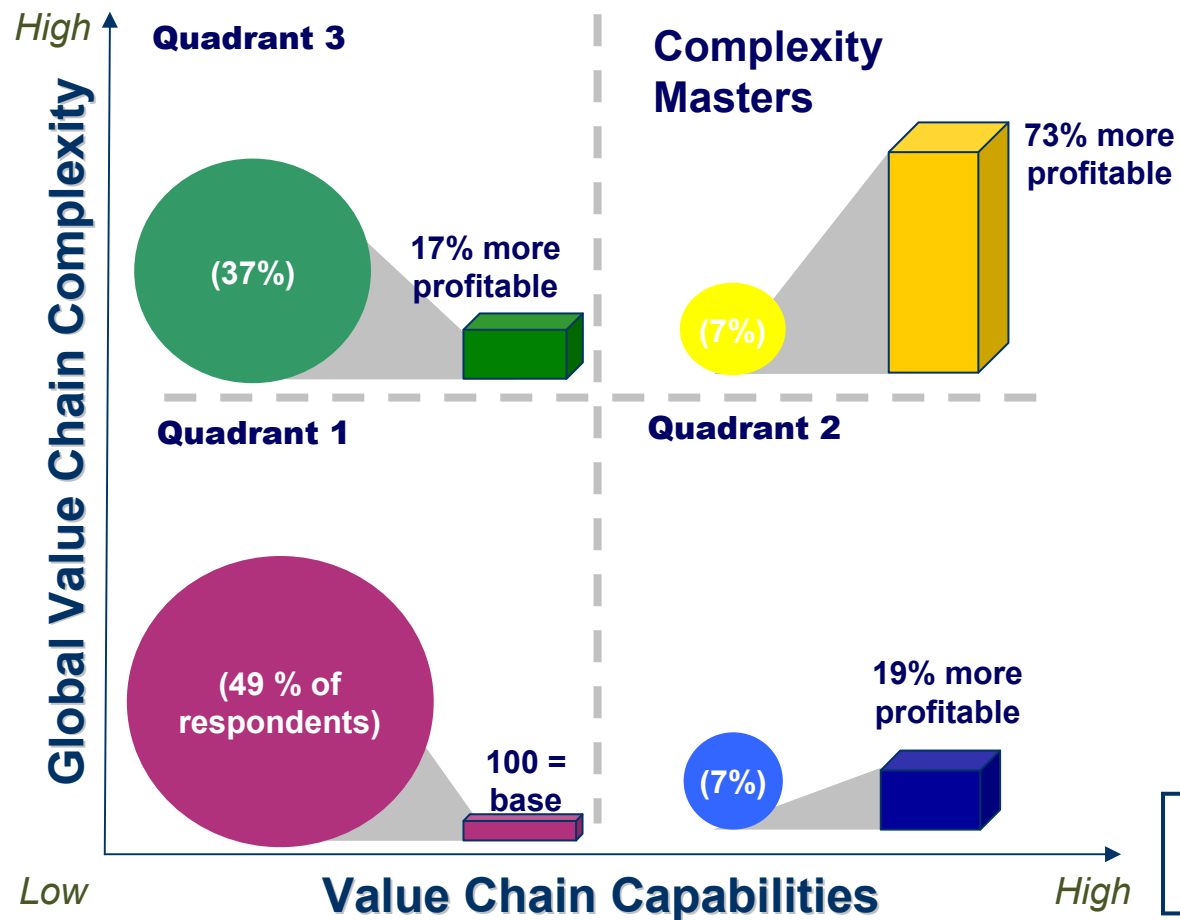 High
Quadrant 3
Complexity
Masters
73% more
profitable
17% more
profitable
(37%)
(7%)
Global Value Chain Complexity
Quadrant 1
Quadrant 2
(49 % of
respondents)
100 =
base
19% more
profitable
(7%)
Low
Value Chain Capabilities
High